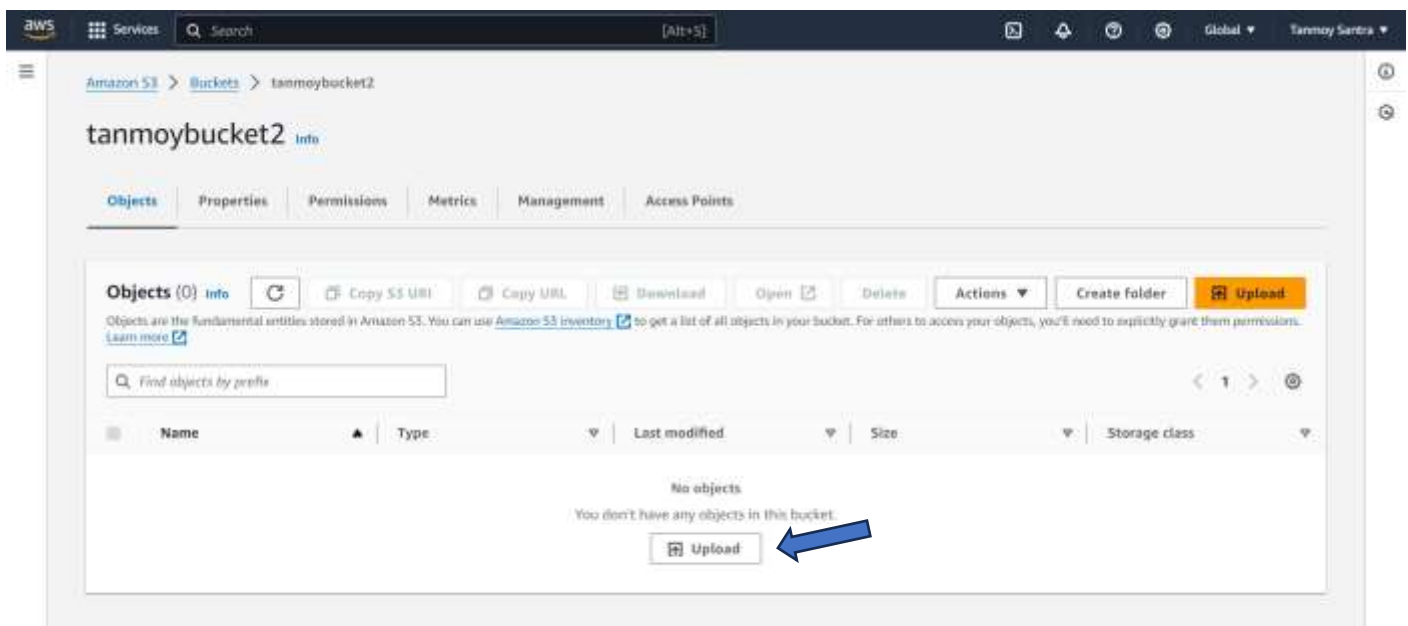 aws Services Search [Alt+S] Global Tanmoy Santra
Amazon S3 > Buckets > tanmoybucket2
tanmoybucket2 Info
Objects Properties Permissions Metrics Management Access Points
Objects (0) Info Copy S3 URI Copy URL Download Open Delete Actions Create folder Upload
Objects are the fundamental entities stored in Amazon S3. You can use Amazon S3 inventory to get a list of all objects in your bucket. For others to access your objects, you'll need to explicitly grant them permissions.
Learn more
Find objects by prefix
< 1 >
Name Type Last modified Size Storage class
No objects
You don't have any objects in this bucket.
Upload